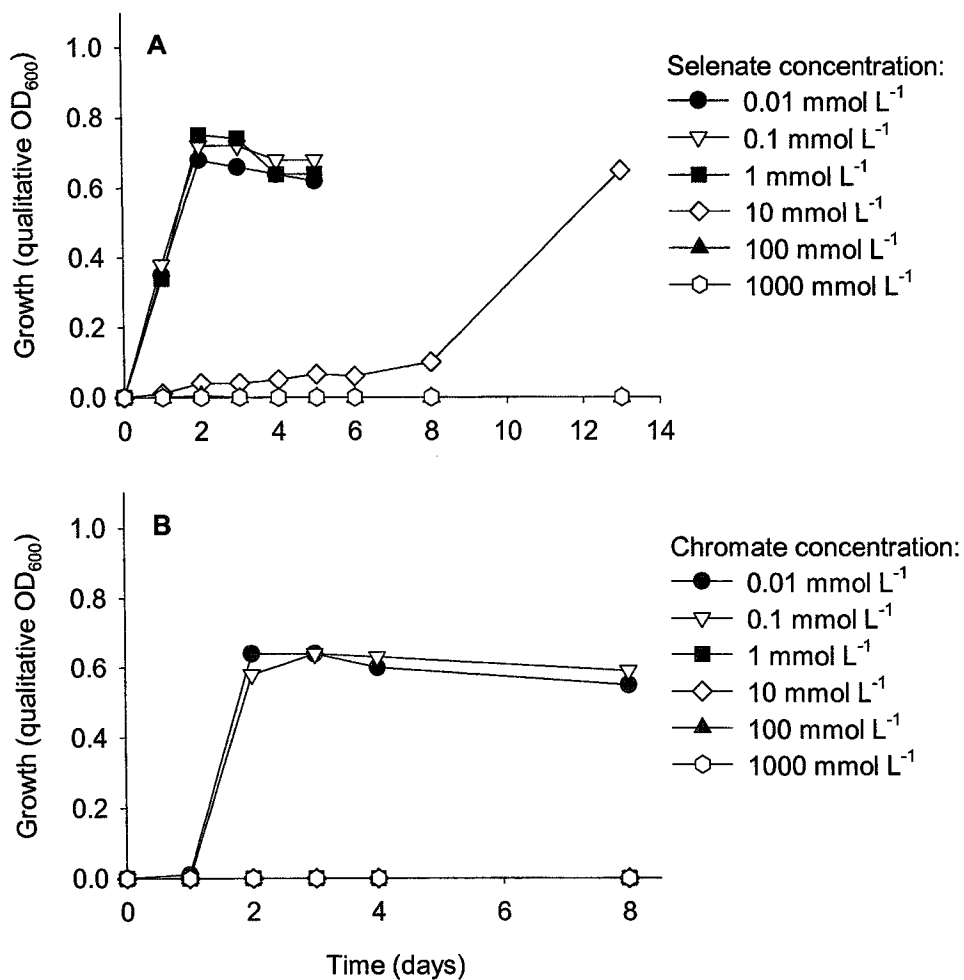 A
Growth (qualitative OD600)
1.0
0.8
0.6
0.4
0.2
0.0
0 2 4 6 8 10 12 14
Selenate concentration:
0.01 mmol L-1
0.1 mmol L-1
1 mmol L-1
10 mmol L-1
100 mmol L-1
1000 mmol L-1
B
Growth (qualitative OD600)
1.0
0.8
0.6
0.4
0.2
0.0
0 2 4 6 8
Time (days)
Chromate concentration:
0.01 mmol L-1
0.1 mmol L-1
1 mmol L-1
10 mmol L-1
100 mmol L-1
1000 mmol L-1